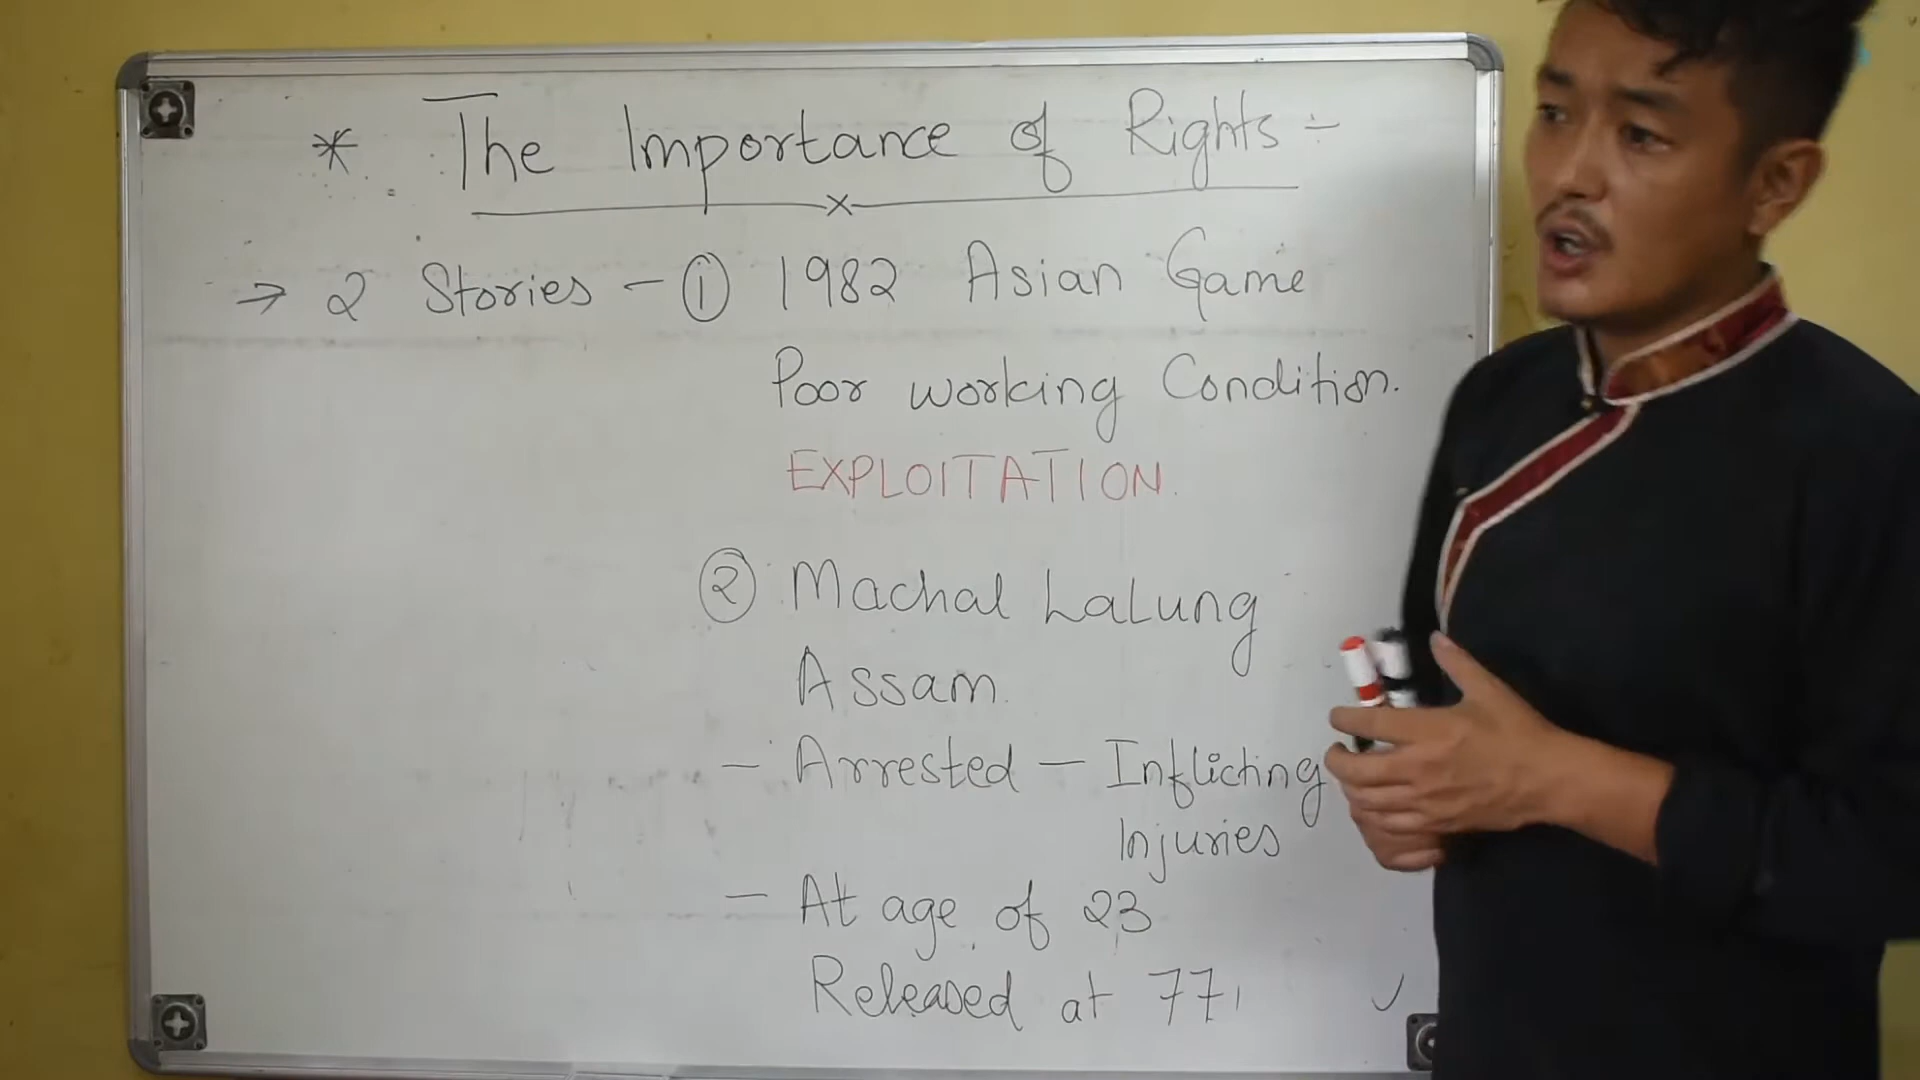 * The Importance of Rights :-
→ 2 Stories - ① 1982 Asian Game
Poor working Condition.
EXPLOITATION.
② Machal LaLung
Assam.
- Arrested - Inflicting
Injuries
- At age of 23
Released at 77,